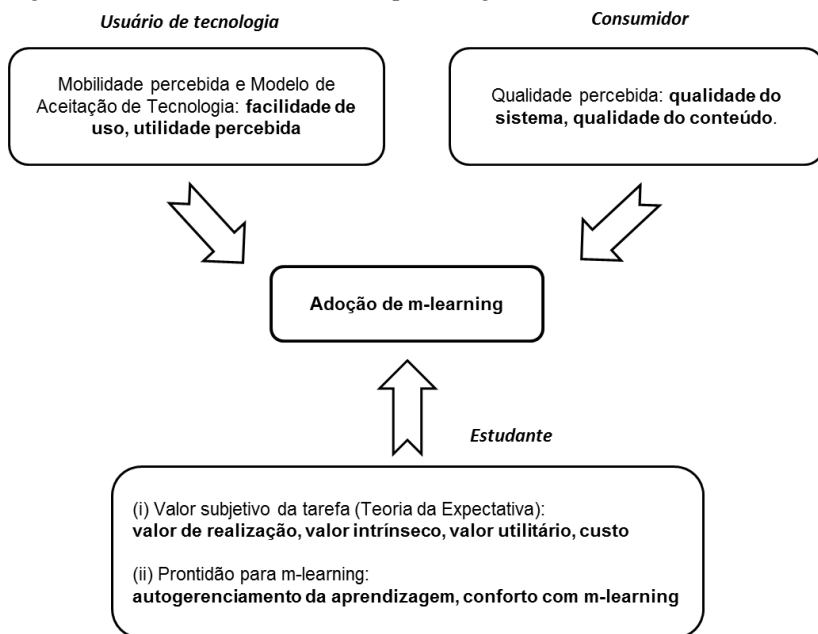 Usuário de tecnologia
Consumidor
Mobilidade percebida e Modelo de
Aceitação de Tecnologia: facilidade de
uso, utilidade percebida
Qualidade percebida: qualidade do
sistema, qualidade do conteúdo.
Adoção de m-learning
Estudante
(i) Valor subjetivo da tarefa (Teoria da Expectativa):
valor de realização, valor intrínseco, valor utilitário, custo
(ii) Prontidão para m-learning:
autogerenciamento da aprendizagem, conforto com m-learning